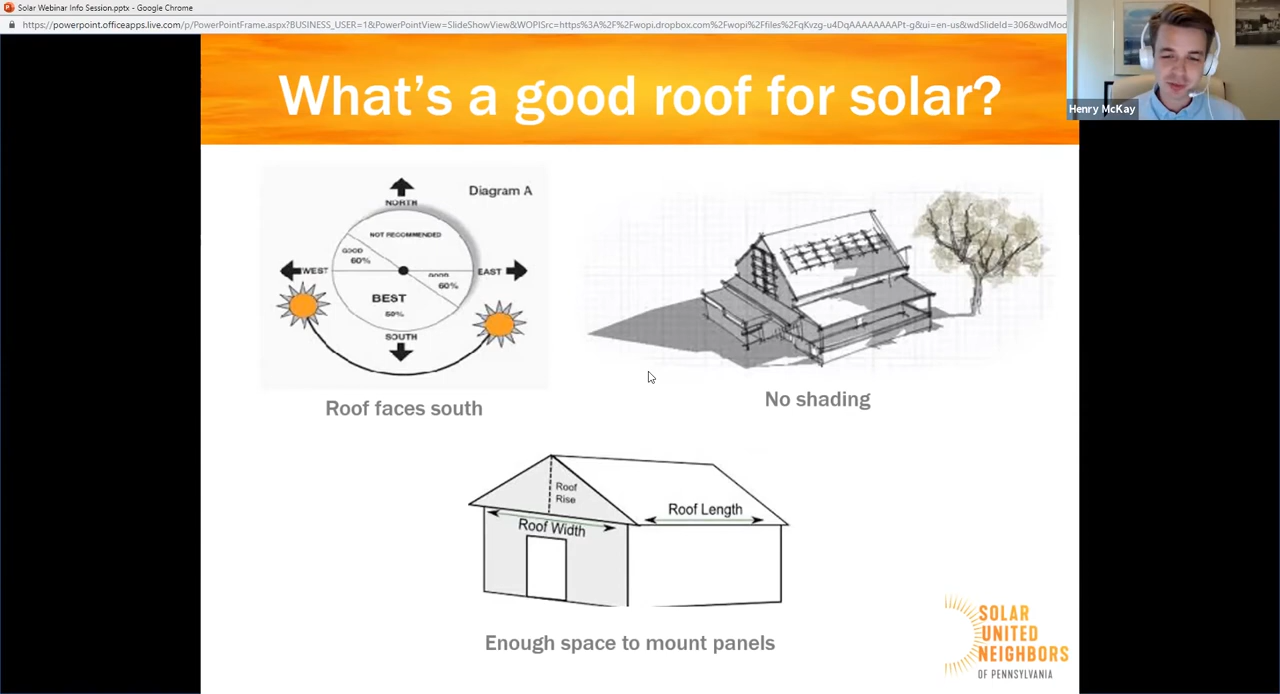 Solar Webinar Info Session.pptx - Google Chrome
https://powerpoint.officeapps.live.com/p/PowerPointFrame.aspx?BUSINESS_USER=1&PowerPointView=SlideShowView&WOPISrc=https%3A%2F%2Fwopi.dropbox.com%2Fwopi%2Ffiles%2FqKvzg-u4DqAAAAAAAAPt-g&ui=en-us&wdSlideId=306&wdMod
Henry McKay
What's a good roof for solar?
Diagram A
NORTH
NOT RECOMMENDED
GOOD
60%
WEST
EAST
GOOD
60%
BEST
SOUTH
Roof faces south
No shading
Roof
Rise
Roof Width
Roof Length
Enough space to mount panels
SOLAR
UNITED
NEIGHBORS
OF PENNSYLVANIA